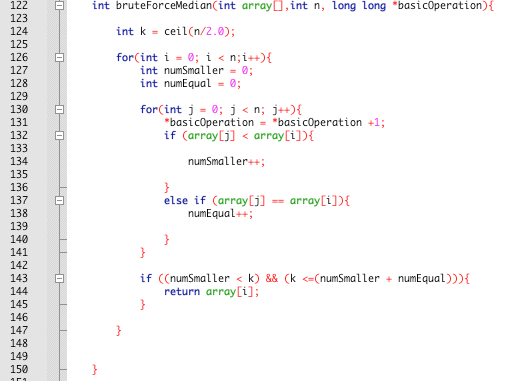 122 int bruteForceMedian(int array[],int n, long long *basicOperation){
123
124 int k = ceil(n/2.0);
125
126 for(int i = 0; i < n;i++){
127 int numSmaller = 0;
128 int numEqual = 0;
129
130 for(int j = 0; j < n; j++){
131 *basicOperation = *basicOperation +1;
132 if (array[j] < array[i]){
133
134 numSmaller++;
135
136 }
137 else if (array[j] == array[i]){
138 numEqual++;
139
140 }
141 }
142
143 if ((numSmaller < k) && (k <=(numSmaller + numEqual))){
144 return array[i];
145 }
146
147 }
148
149
150 }